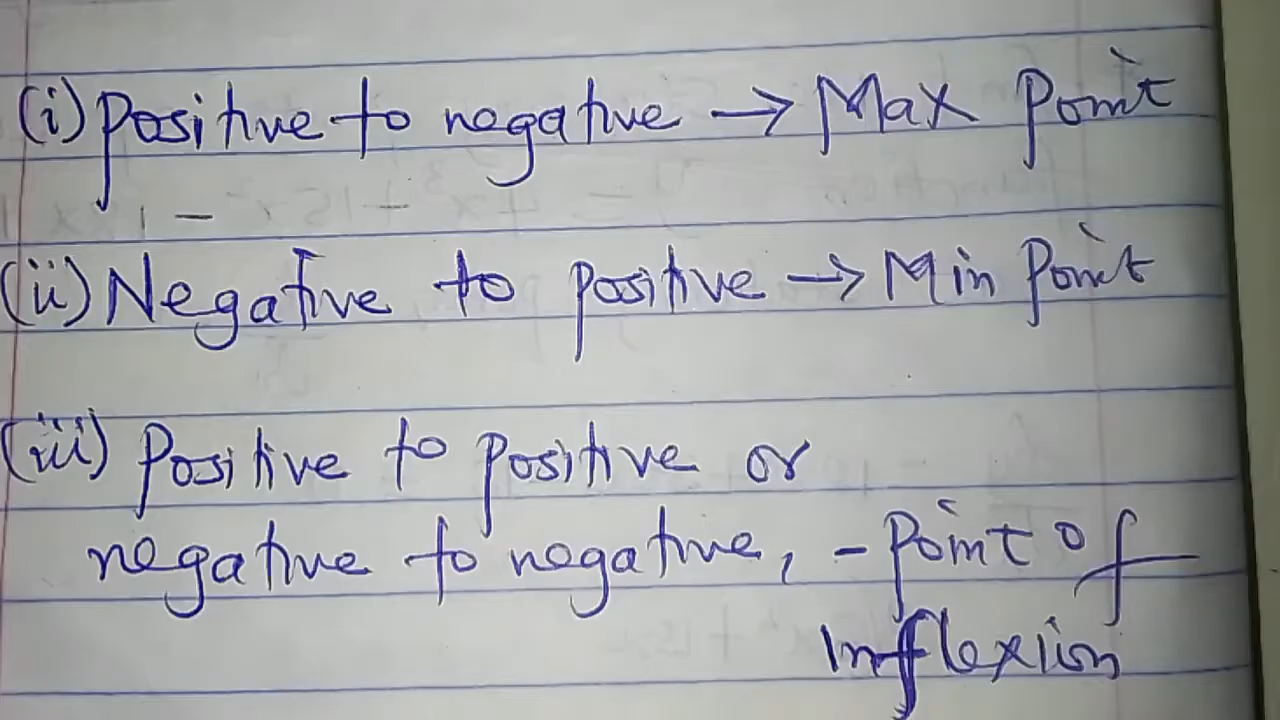 (i) Positive to negative → Max Point
(ii) Negative to positive → Min Point
(iii) Positive to positive or
negative to negative, - Point of
Inflexion